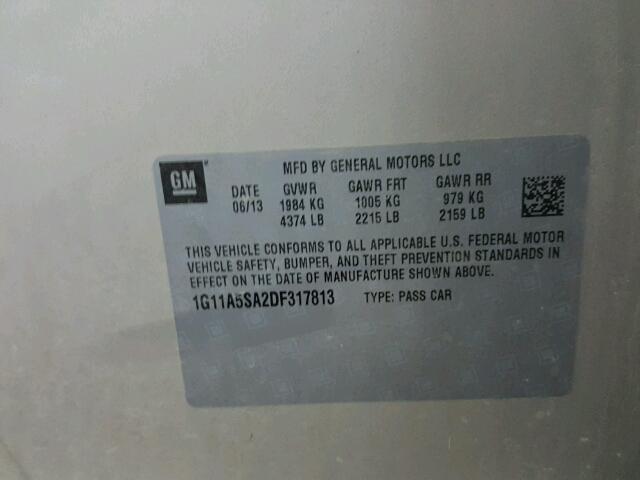 GM
MFD BY GENERAL MOTORS LLC
DATE GVWR GAWR FRT GAWR RR
06/13 1984 KG 1005 KG 979 KG
4374 LB 2215 LB 2159 LB
THIS VEHICLE CONFORMS TO ALL APPLICABLE U.S. FEDERAL MOTOR
VEHICLE SAFETY, BUMPER, AND THEFT PREVENTION STANDARDS IN
EFFECT ON THE DATE OF MANUFACTURE SHOWN ABOVE.
1G11A5SA2DF317813 TYPE: PASS CAR